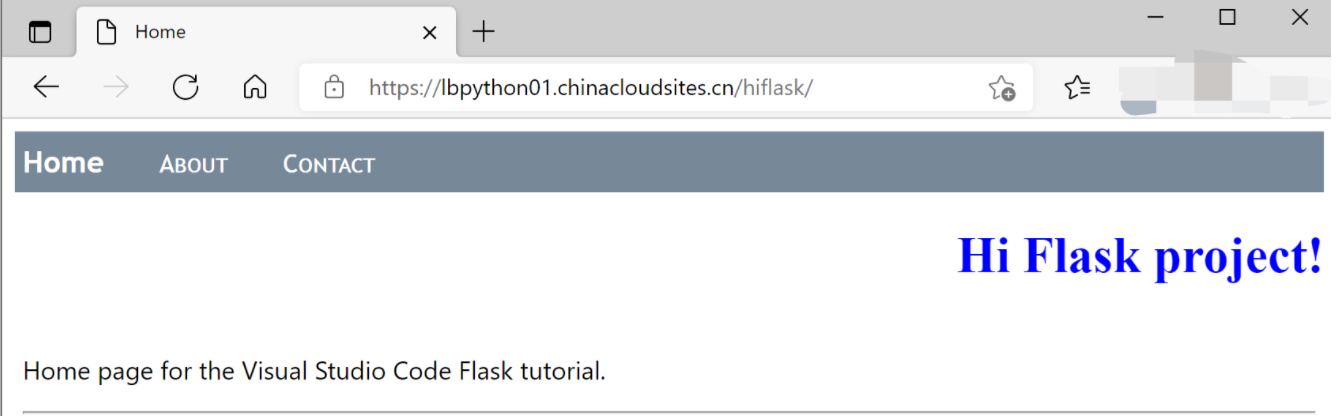 Home
https://lbpython01.chinacloudsites.cn/hiflask/
Home About Contact
Hi Flask project!
Home page for the Visual Studio Code Flask tutorial.